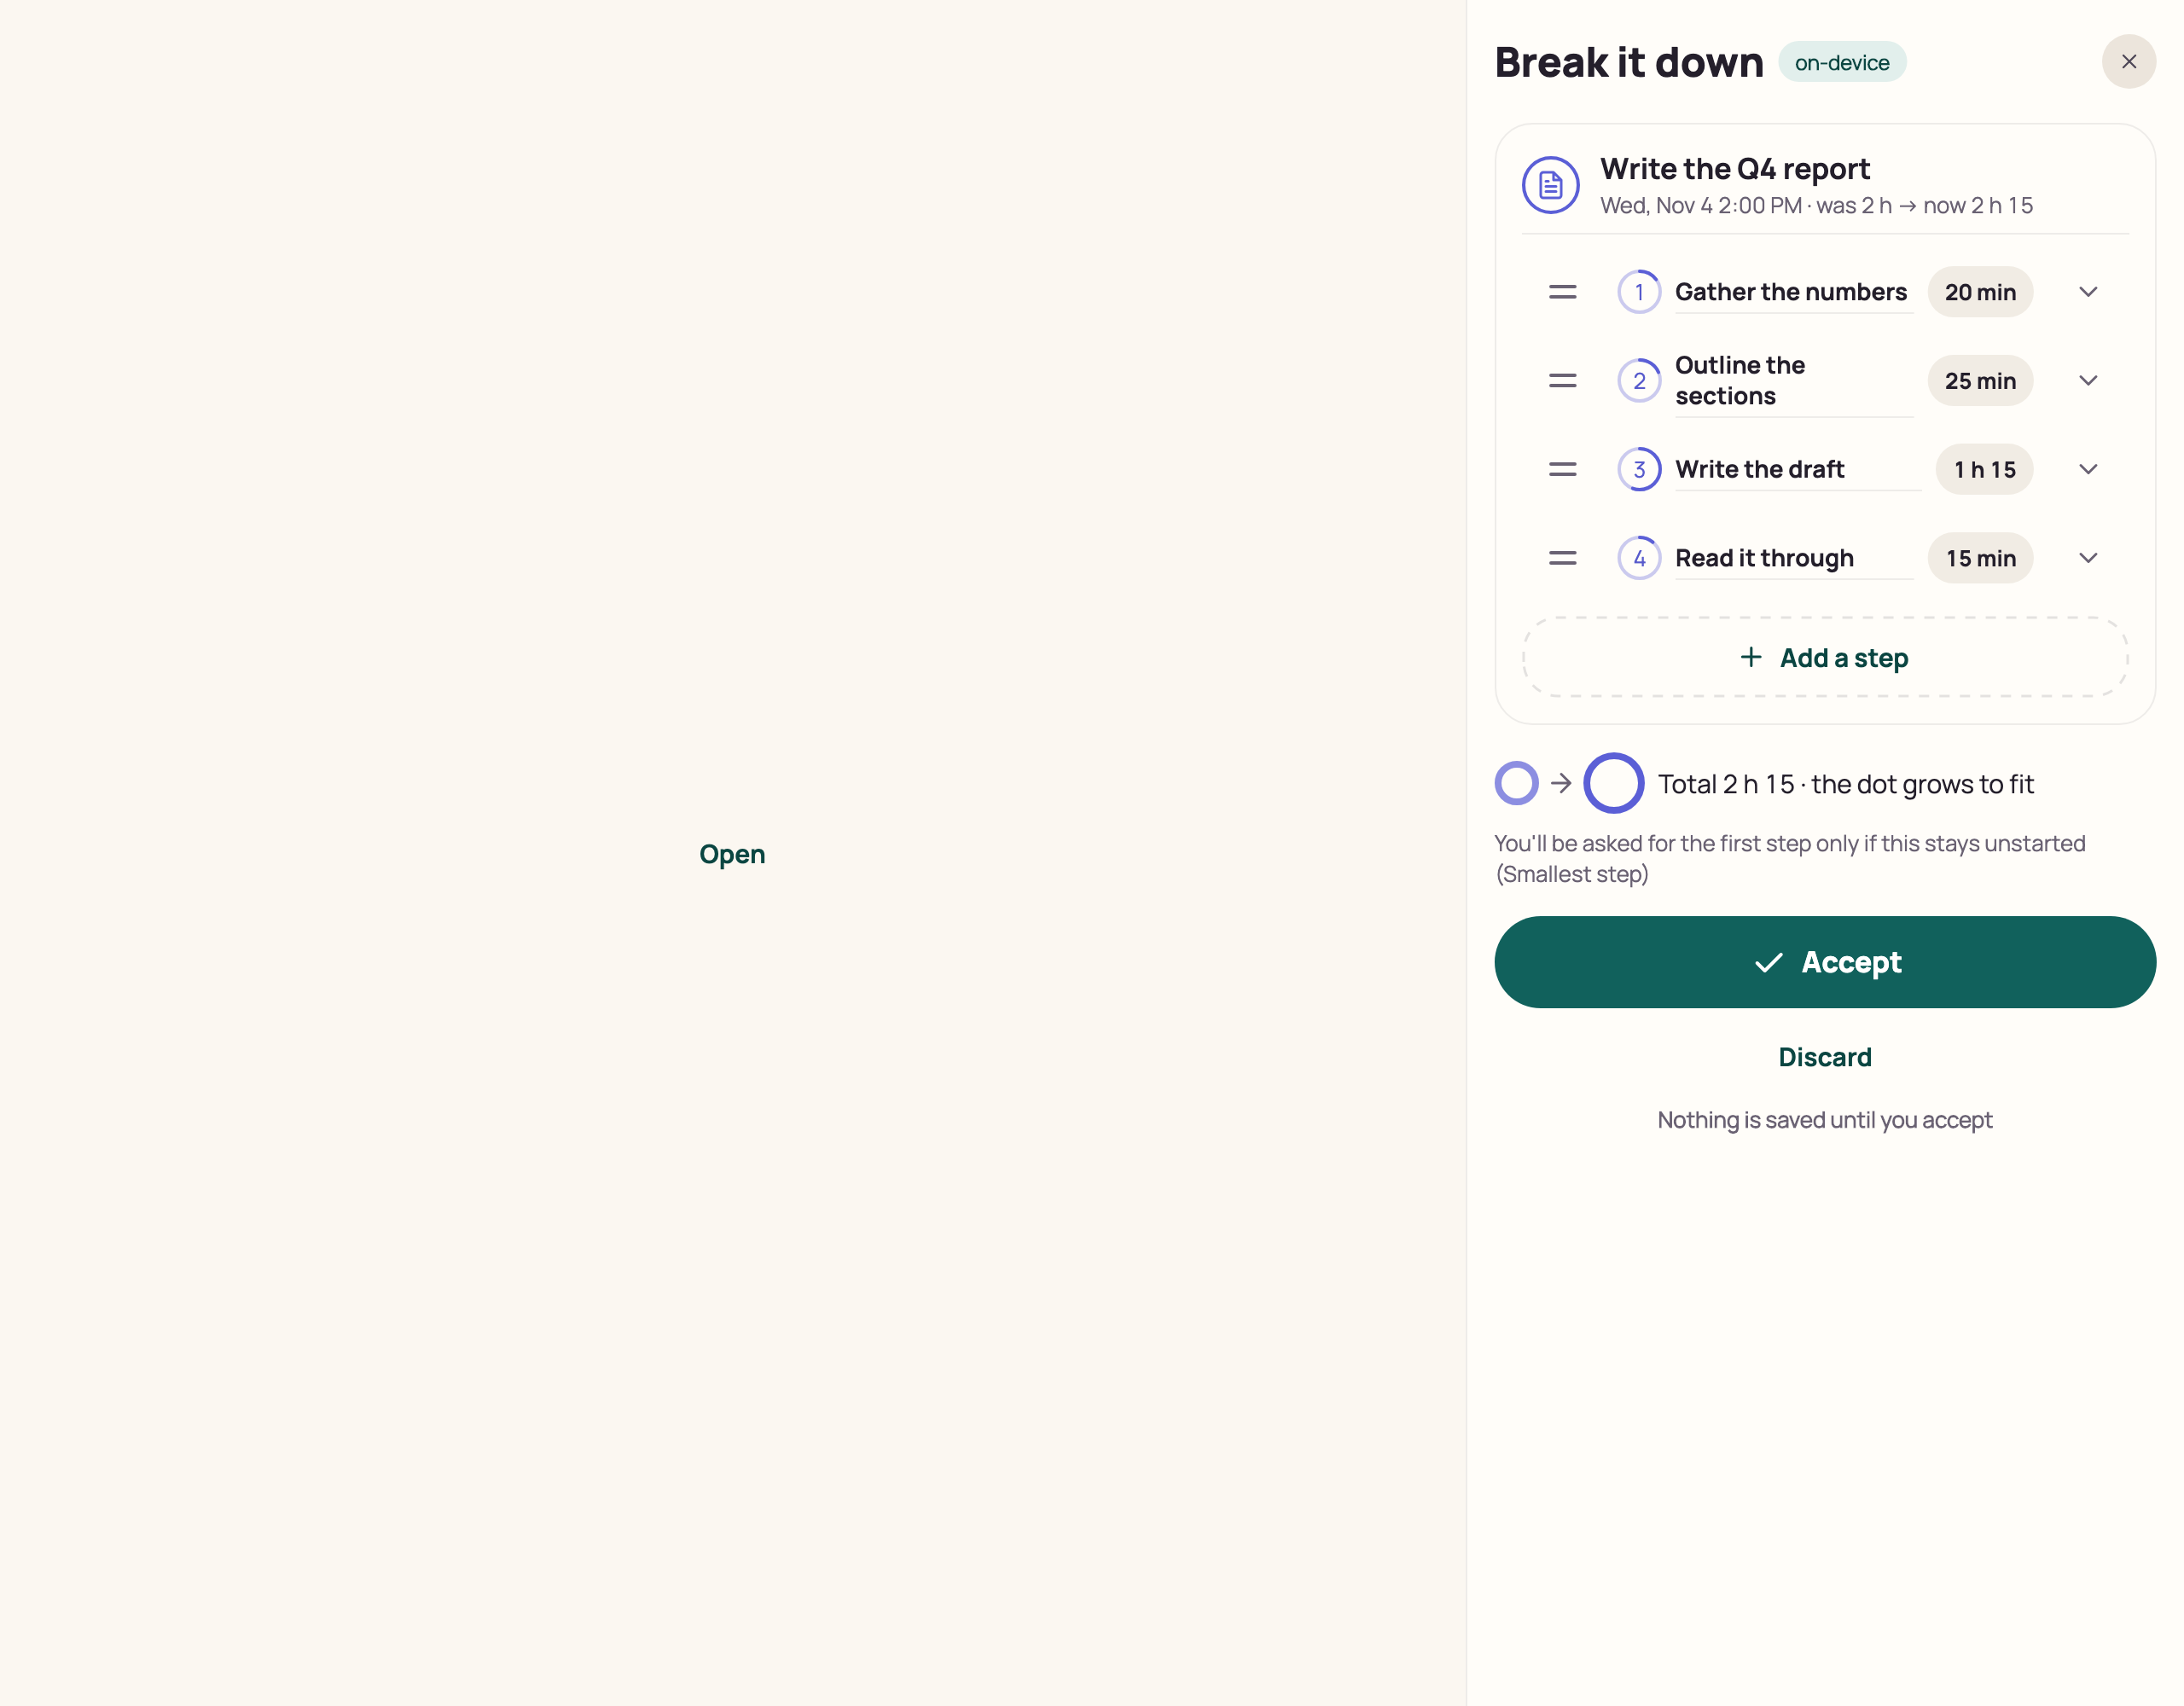 Break it down
on-device
Write the Q4 report
Wed, Nov 4 2:00 PM · was 2 h → now 2 h 15
1 Gather the numbers 20 min
2 Outline the
sections 25 min
3 Write the draft 1 h 15
4 Read it through 15 min
Add a step
Total 2 h 15 · the dot grows to fit
You'll be asked for the first step only if this stays unstarted
(Smallest step)
Open
Accept
Discard
Nothing is saved until you accept